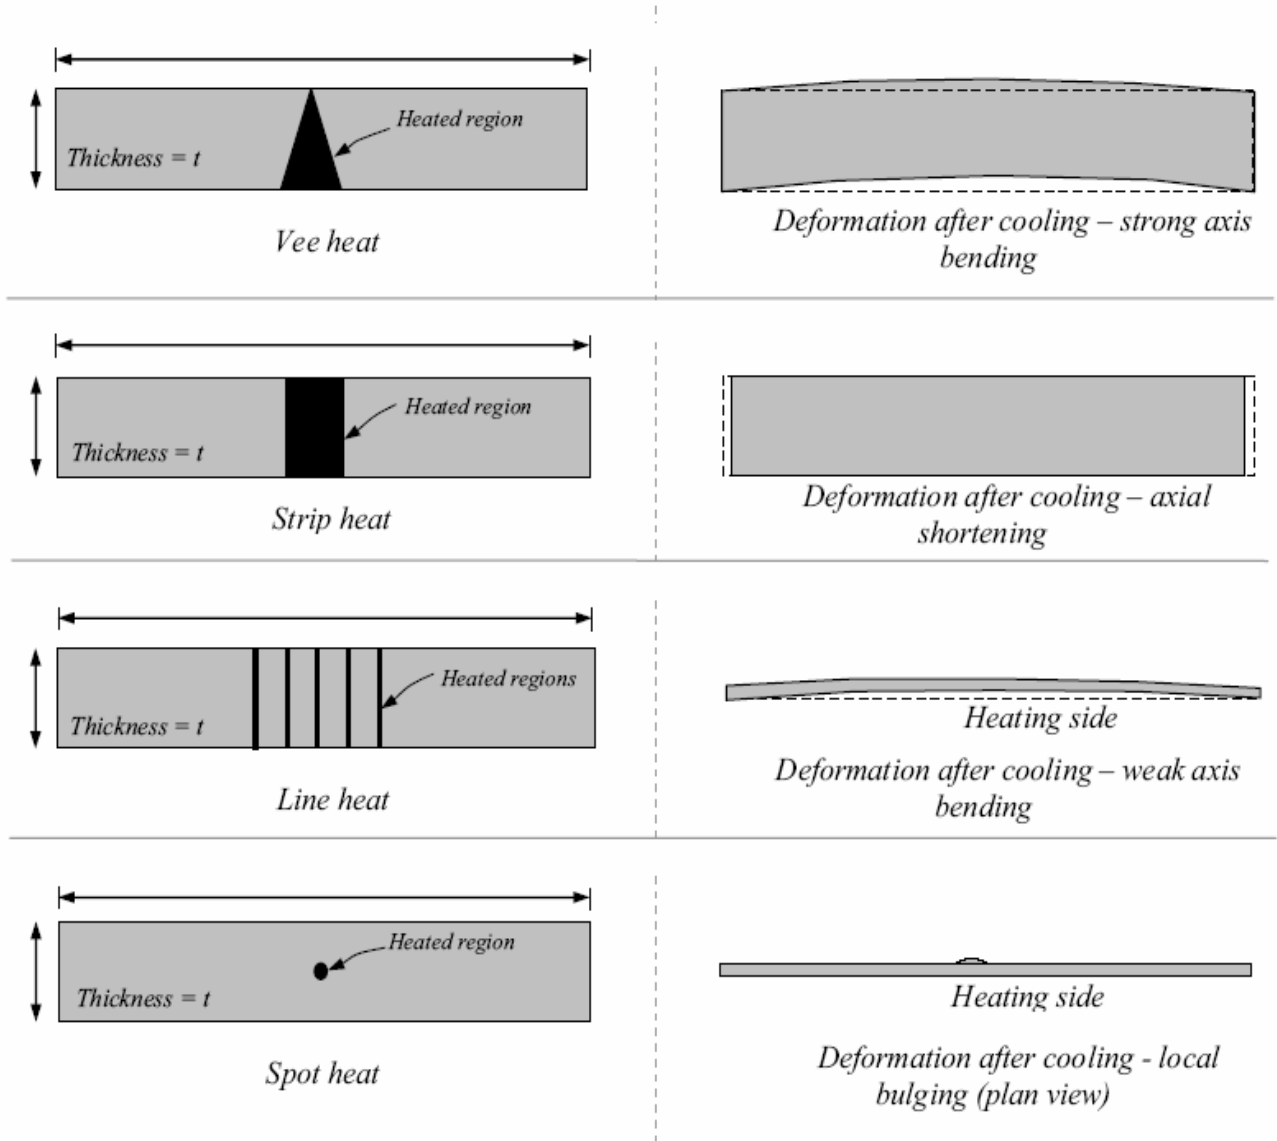 Heated region
Thickness = t
Vee heat
Deformation after cooling – strong axis
bending
Heated region
Thickness = t
Strip heat
Deformation after cooling – axial
shortening
Heated regions
Thickness = t
Line heat
Heating side
Deformation after cooling – weak axis
bending
Heated region
Thickness = t
Spot heat
Heating side
Deformation after cooling - local
bulging (plan view)